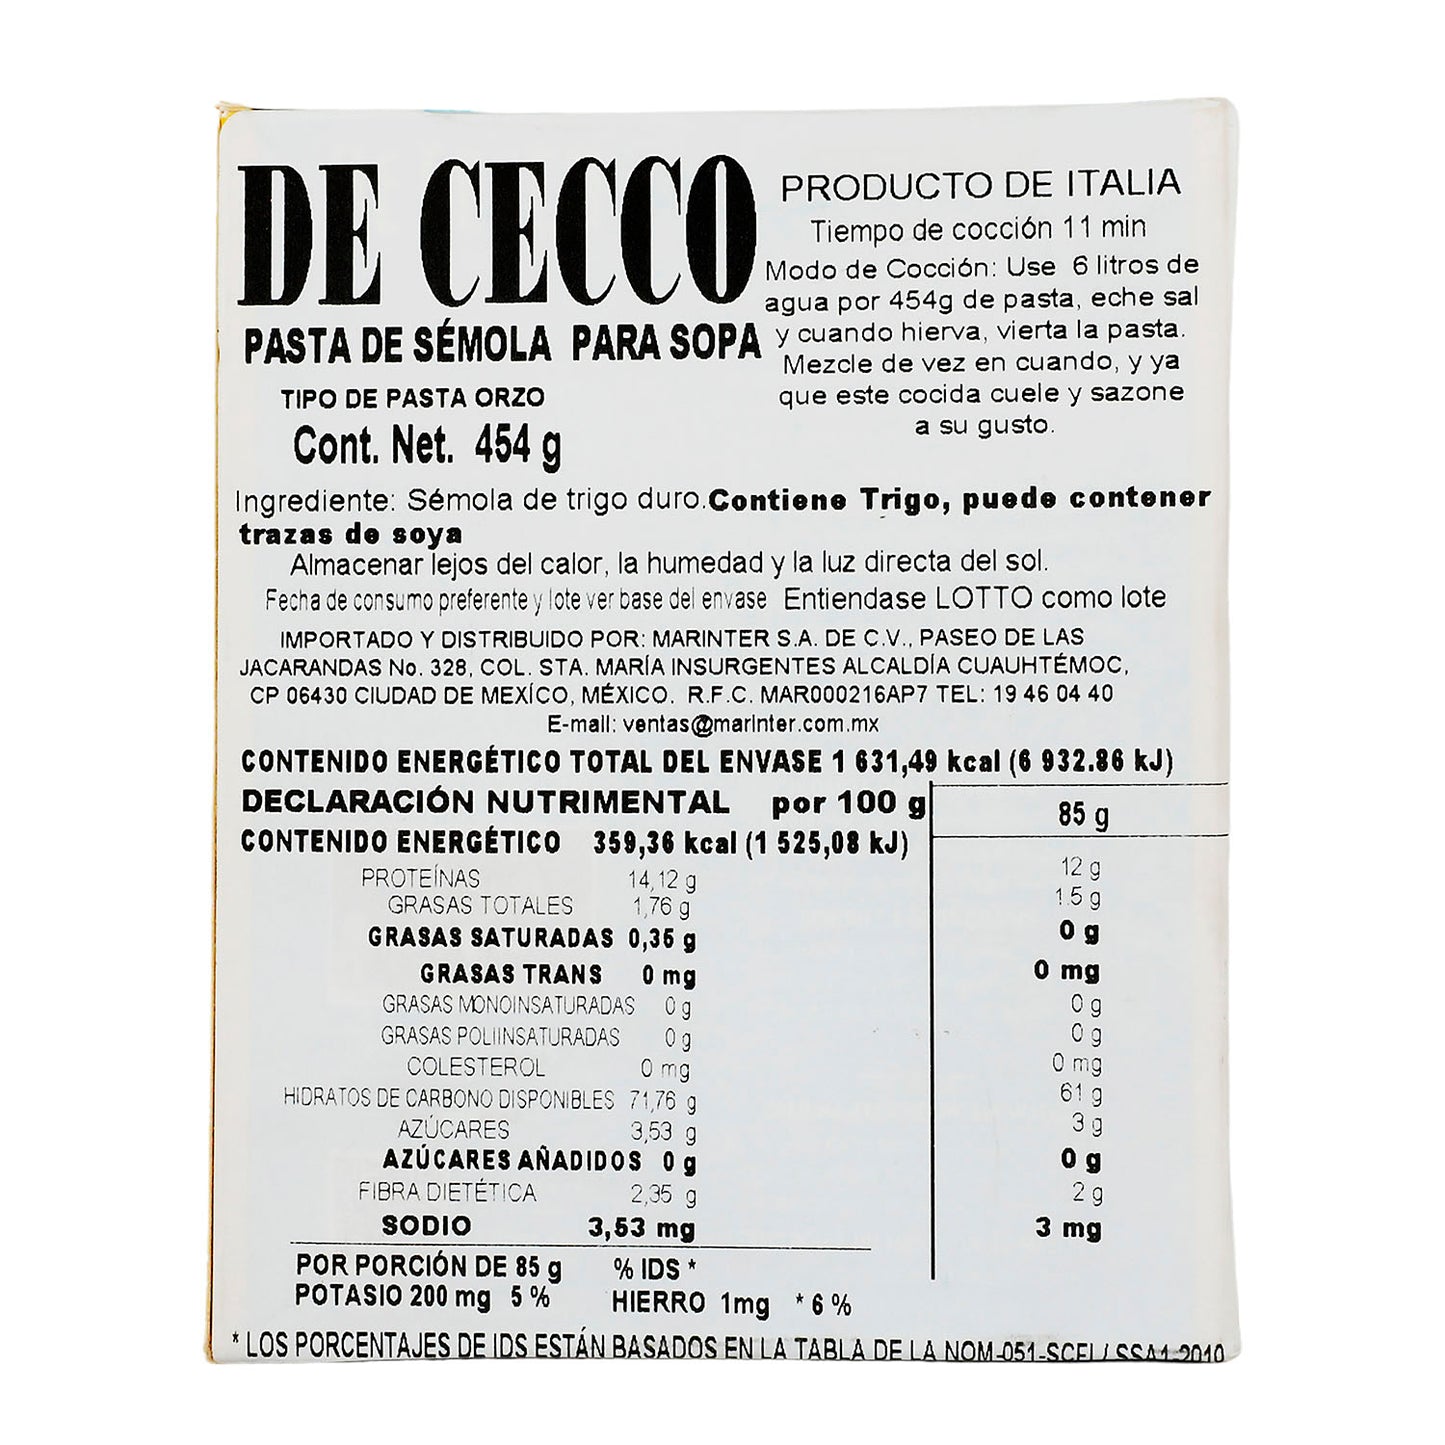 DE CECCO
PASTA DE SÉMOLA PARA SOPA
TIPO DE PASTA ORZO
Cont. Net. 454 g
PRODUCTO DE ITALIA
Tiempo de cocción 11 min
Modo de Cocción: Use 6 litros de
agua por 454g de pasta, eche sal
y cuando hierva, vierta la pasta.
Mezcle de vez en cuando, y ya
que este cocida cuele y sazone
a su gusto.
Ingrediente: Sémola de trigo duro.Contiene Trigo, puede contener
trazas de soya
Almacenar lejos del calor, la humedad y la luz directa del sol.
Fecha de consumo preferente y lote ver base del envase Entiendase LOTTO como lote
IMPORTADO Y DISTRIBUIDO POR: MARINTER S.A. DE C.V., PASEO DE LAS
JACARANDAS No. 328, COL. STA. MARÍA INSURGENTES ALCALDÍA CUAUHTÉMOC,
CP 06430 CIUDAD DE MEXÍCO, MÉXICO. R.F.C. MAR000216AP7 TEL: 19 46 04 40
E-mail: ventas@marinter.com.mx
CONTENIDO ENERGÉTICO TOTAL DEL ENVASE 1 631,49 kcal (6 932.86 kJ)
DECLARACIÓN NUTRIMENTAL por 100 g 85 g
CONTENIDO ENERGÉTICO 359,36 kcal (1 525,08 kJ)
PROTEÍNAS 14,12 g 12 g
GRASAS TOTALES 1,76 g 1.5 g
GRASAS SATURADAS 0,35 g 0 g
GRASAS TRANS 0 mg 0 mg
GRASAS MONOINSATURADAS 0 g 0 g
GRASAS POLIINSATURADAS 0 g 0 g
COLESTEROL 0 mg 0 mg
HIDRATOS DE CARBONO DISPONIBLES 71,76 g 61 g
AZÚCARES 3,53 g 3 g
AZÚCARES AÑADIDOS 0 g 0 g
FIBRA DIETÉTICA 2,35 g 2 g
SODIO 3,53 mg 3 mg
POR PORCIÓN DE 85 g % IDS *
POTASIO 200 mg 5 % HIERRO 1mg * 6 %
* LOS PORCENTAJES DE IDS ESTÁN BASADOS EN LA TABLA DE LA NOM-051-SCFI / SSA1-2010